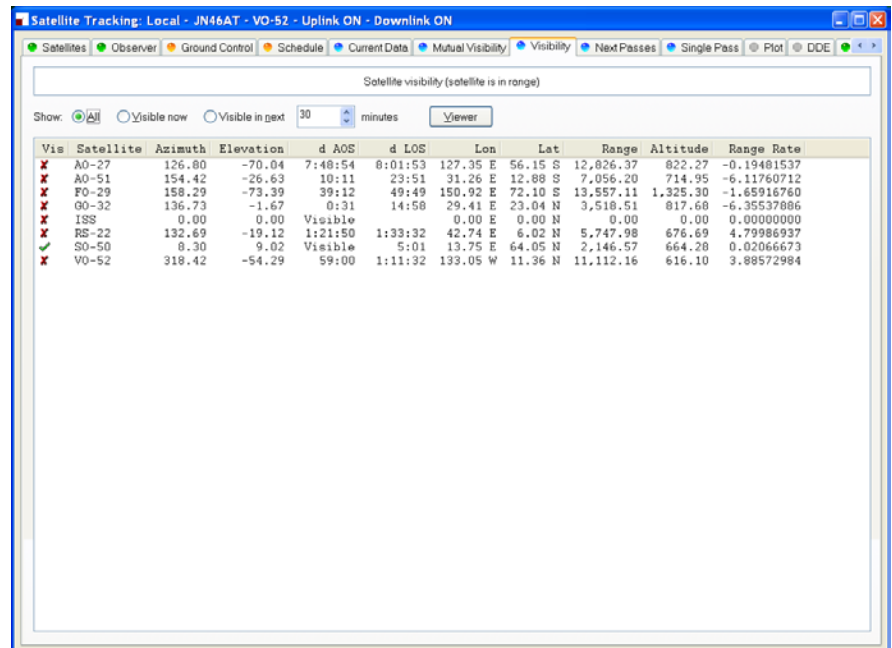 Satellite Tracking: Local - JN46AT - VO-52 - Uplink ON - Downlink ON
Satellites Observer Ground Control Schedule Current Data Mutual Visibility Visibility Next Passes Single Pass Plot DDE
Satellite visibility (satellite is in range)
Show: All Visible now Visible in next 30 minutes Viewer
Vis Satellite Azimuth Elevation d AOS d LOS Lon Lat Range Altitude Range Rate
AO-27 126.80 -70.04 7:48:54 8:01:53 127.35 E 56.15 S 12,826.37 822.27 -0.19481537
AO-51 154.42 -26.63 10:11 23:51 31.26 E 12.88 S 7,056.20 714.95 -6.11760712
FO-29 158.29 -73.39 39:12 49:49 150.92 E 72.10 S 13,557.11 1,325.30 -1.65916760
GO-32 136.73 -1.67 0:31 14:58 29.41 E 23.04 N 3,518.51 817.68 -6.35537886
ISS 0.00 0.00 Visible 0.00 E 0.00 N 0.00 0.00 0.00000000
RS-22 132.69 -19.12 1:21:50 1:33:32 42.74 E 6.02 N 5,747.98 676.69 4.79986937
SO-50 8.30 9.02 Visible 5:01 13.75 E 64.05 N 2,146.57 664.28 0.02066673
VO-52 318.42 -54.29 59:00 1:11:32 133.05 W 11.36 N 11,112.16 616.10 3.88572984